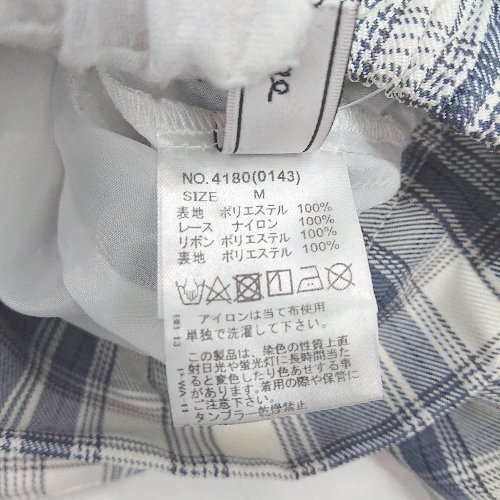 NO.4180(0143)
SIZE M
表地 ポリエステル 100%
レース ナイロン 100%
リボン ポリエステル 100%
裏地 ポリエステル 100%
アイロンは当て布使用
単独で洗濯して下さい。
この製品は、染色の性質上直
射日光や蛍光灯に長時間当た
ると変色したり色あせする事
があります。着用の際や保管に
ご注意下さい。
タンブラー乾燥禁止